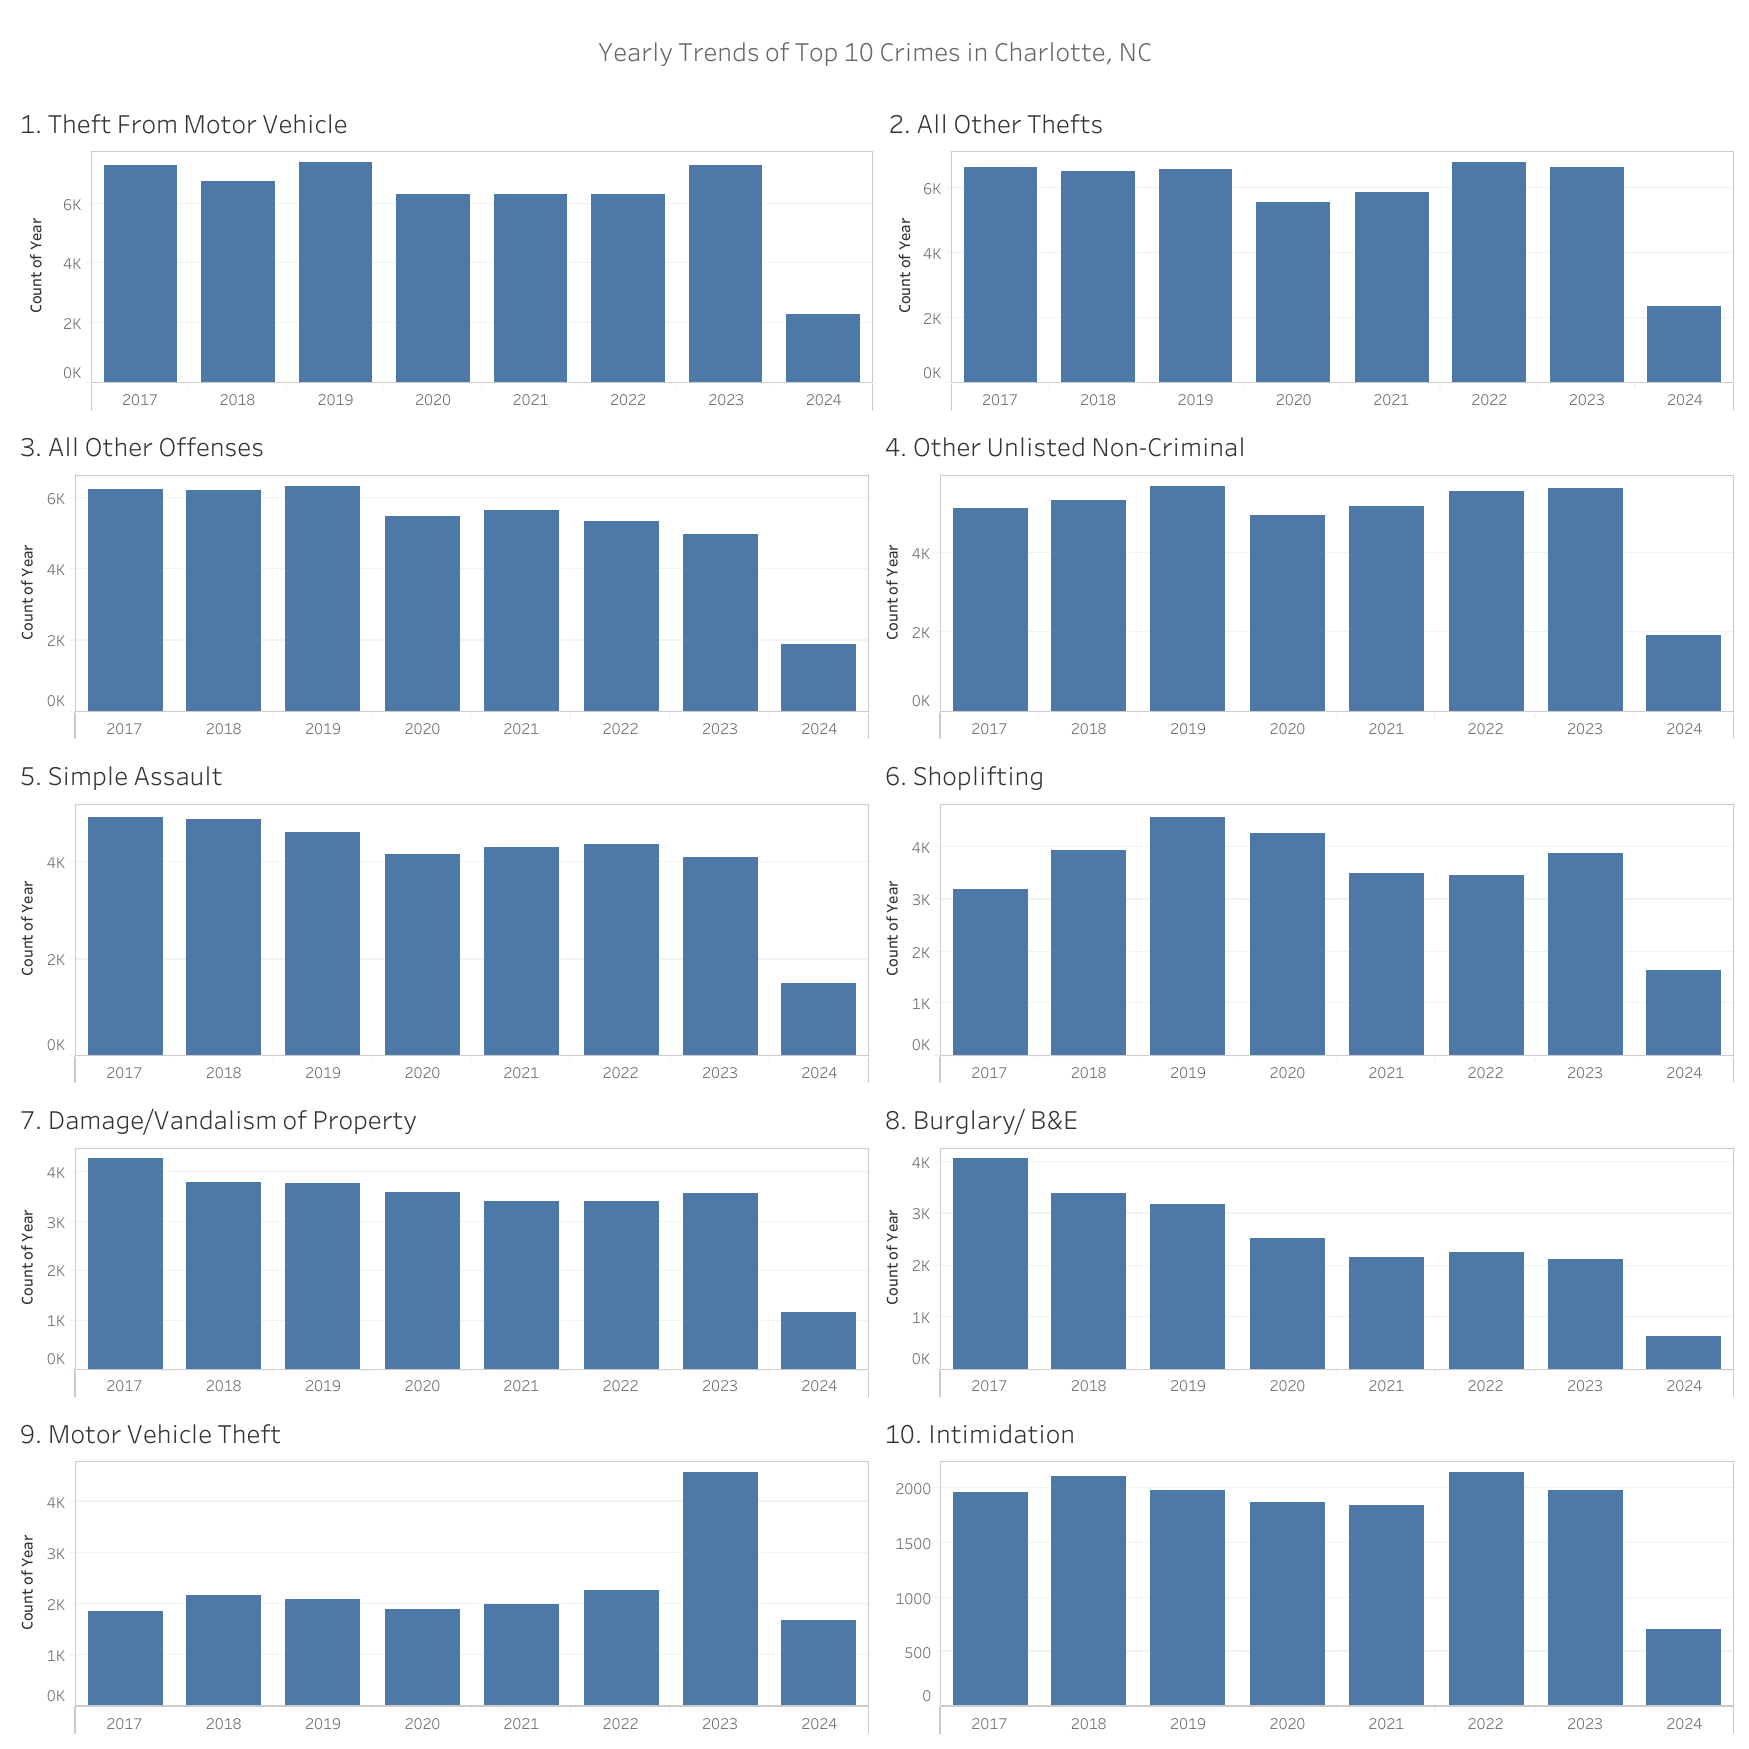 Yearly Trends of Top 10 Crimes in Charlotte, NC
1. Theft From Motor Vehicle
Count of Year
6K
4K
2K
0K
2017 2018 2019 2020 2021 2022 2023 2024
2. All Other Thefts
Count of Year
6K
4K
2K
0K
2017 2018 2019 2020 2021 2022 2023 2024
3. All Other Offenses
Count of Year
6K
4K
2K
0K
2017 2018 2019 2020 2021 2022 2023 2024
4. Other Unlisted Non-Criminal
Count of Year
4K
2K
0K
2017 2018 2019 2020 2021 2022 2023 2024
5. Simple Assault
Count of Year
4K
2K
0K
2017 2018 2019 2020 2021 2022 2023 2024
6. Shoplifting
Count of Year
4K
3K
2K
1K
0K
2017 2018 2019 2020 2021 2022 2023 2024
7. Damage/Vandalism of Property
Count of Year
4K
3K
2K
1K
0K
2017 2018 2019 2020 2021 2022 2023 2024
8. Burglary/ B&E
Count of Year
4K
3K
2K
1K
0K
2017 2018 2019 2020 2021 2022 2023 2024
9. Motor Vehicle Theft
Count of Year
4K
3K
2K
1K
0K
2017 2018 2019 2020 2021 2022 2023 2024
10. Intimidation
2000
1500
1000
500
0
2017 2018 2019 2020 2021 2022 2023 2024